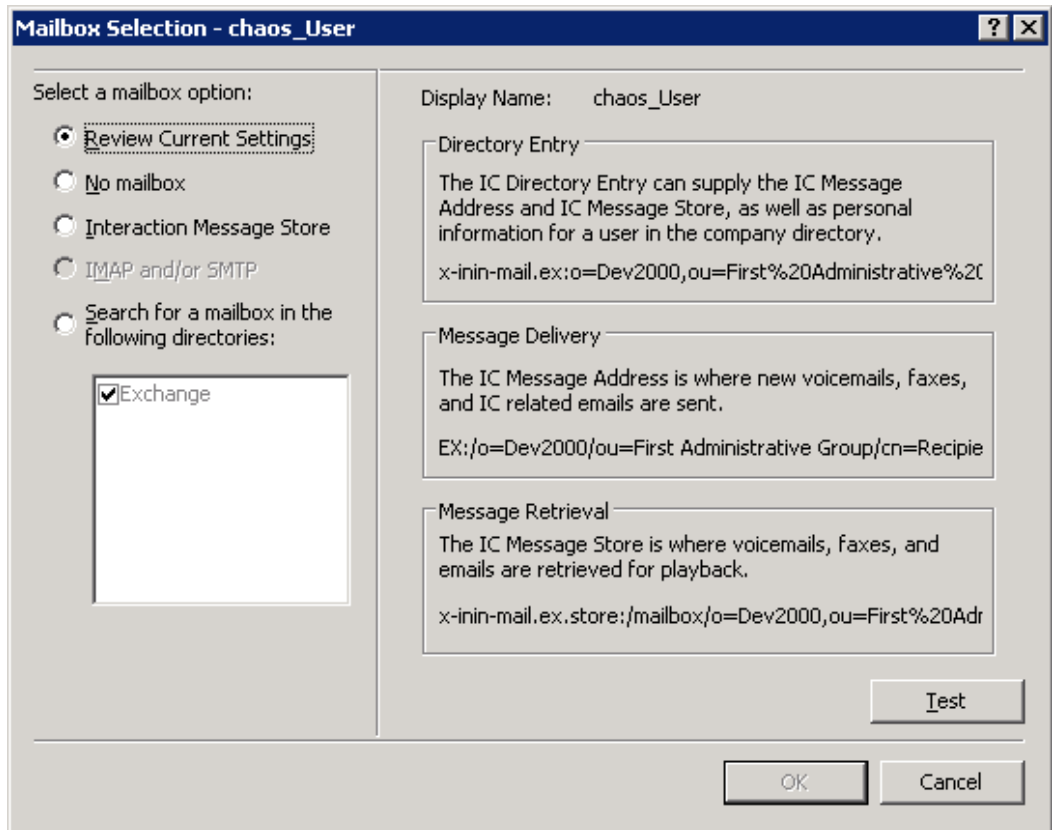 Mailbox Selection - chaos_User
Select a mailbox option:
Review Current Settings
No mailbox
Interaction Message Store
IMAP and/or SMTP
Search for a mailbox in the
following directories:
Exchange
Display Name: chaos_User
Directory Entry
The IC Directory Entry can supply the IC Message
Address and IC Message Store, as well as personal
information for a user in the company directory.
x-inin-mail.ex:o=Dev2000,ou=First%20Administrative%2(
Message Delivery
The IC Message Address is where new voicemails, faxes,
and IC related emails are sent.
EX:/o=Dev2000/ou=First Administrative Group/cn=Recipie
Message Retrieval
The IC Message Store is where voicemails, faxes, and
emails are retrieved for playback.
x-inin-mail.ex.store:/mailbox/o=Dev2000,ou=First%20Adr
Test
OK
Cancel